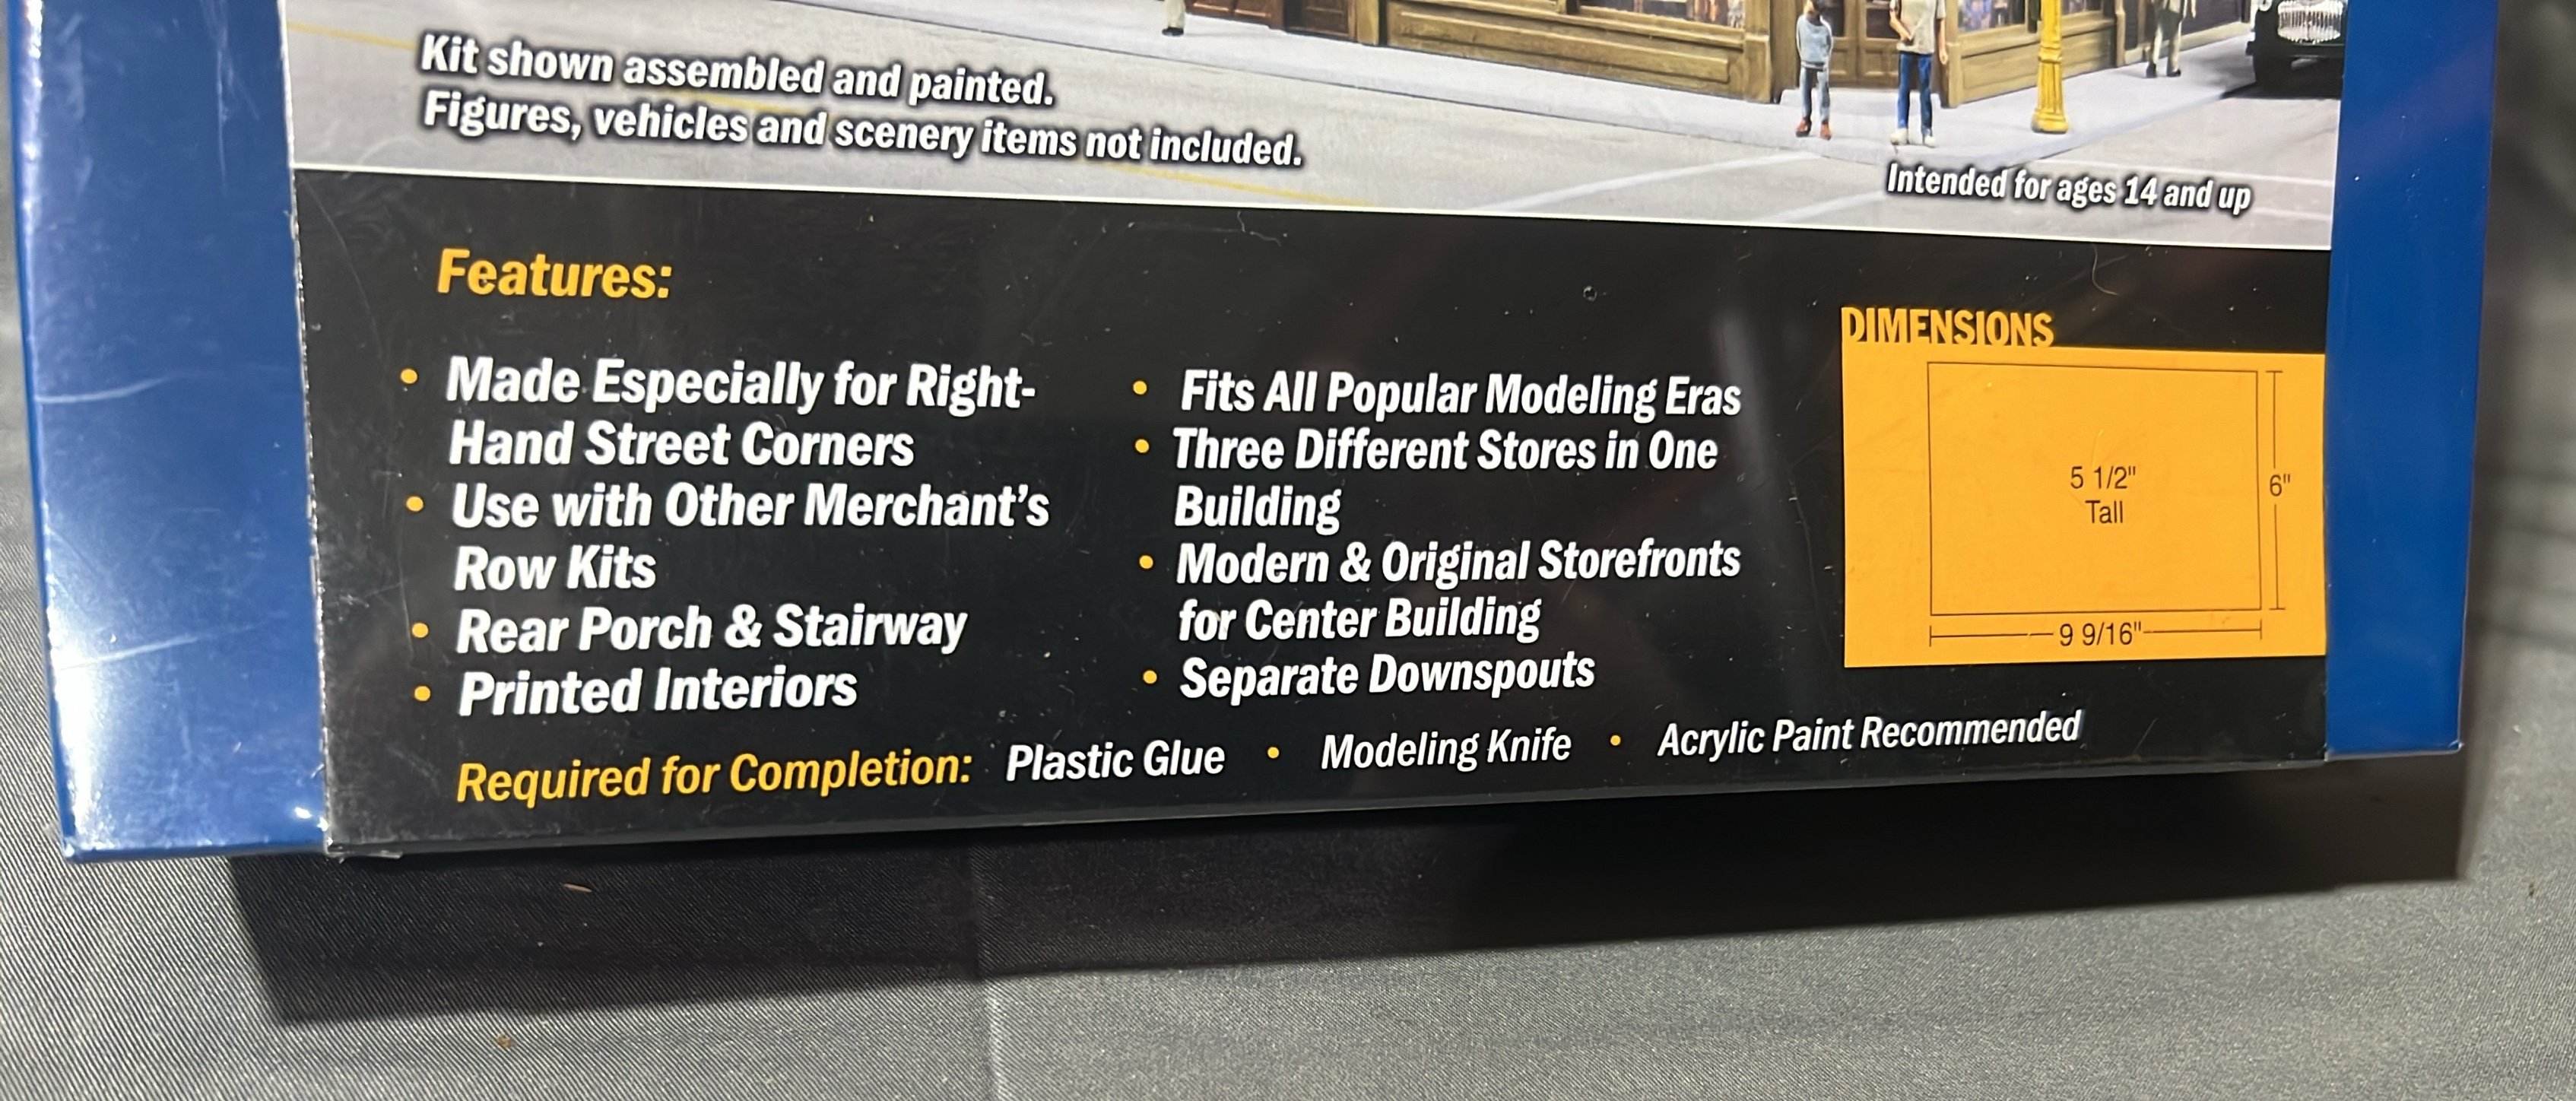 Kit shown assembled and painted.
Figures, vehicles and scenery items not included.
Intended for ages 14 and up
Features:
• Made Especially for Right-
Hand Street Corners
• Use with Other Merchant's
Row Kits
• Rear Porch & Stairway
• Printed Interiors
• Fits All Popular Modeling Eras
• Three Different Stores in One
Building
• Modern & Original Storefronts
for Center Building
• Separate Downspouts
DIMENSIONS
5 1/2"
Tall
6"
9 9/16"
Required for Completion: Plastic Glue • Modeling Knife • Acrylic Paint Recommended